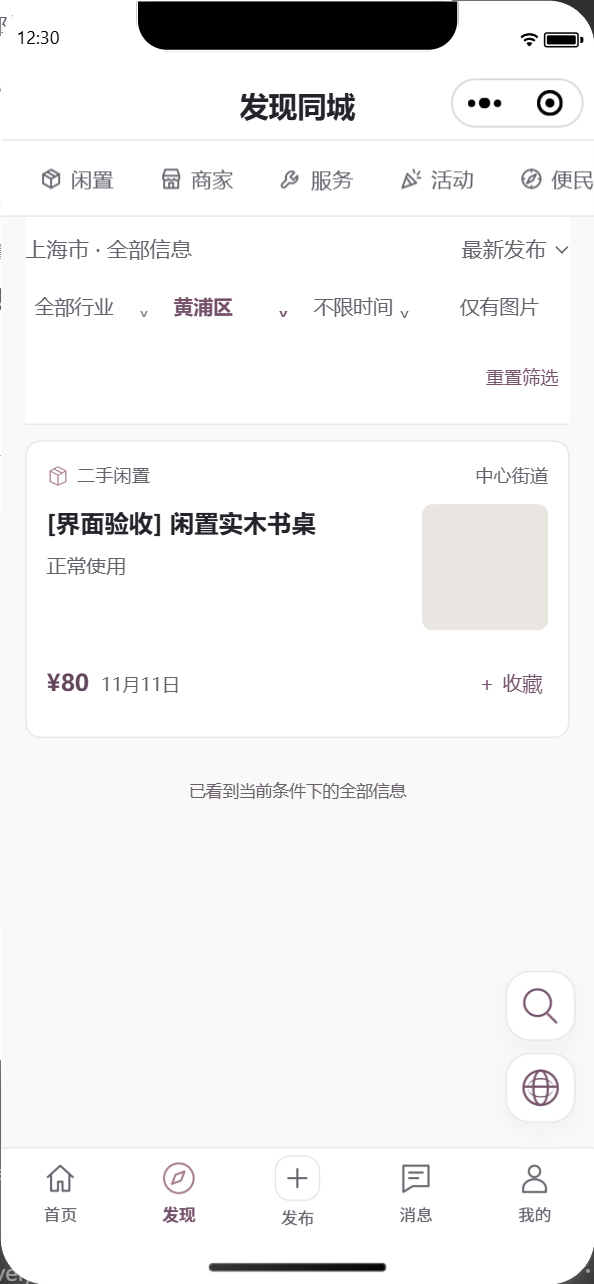 12:30
发现同城
闲置 商家 服务 活动 便民
上海市 · 全部信息 最新发布
全部行业 黄浦区 不限时间 仅有图片
重置筛选
二手闲置 中心街道
[界面验收] 闲置实木书桌
正常使用
¥80 11月11日 + 收藏
已看到当前条件下的全部信息
首页 发现 发布 消息 我的